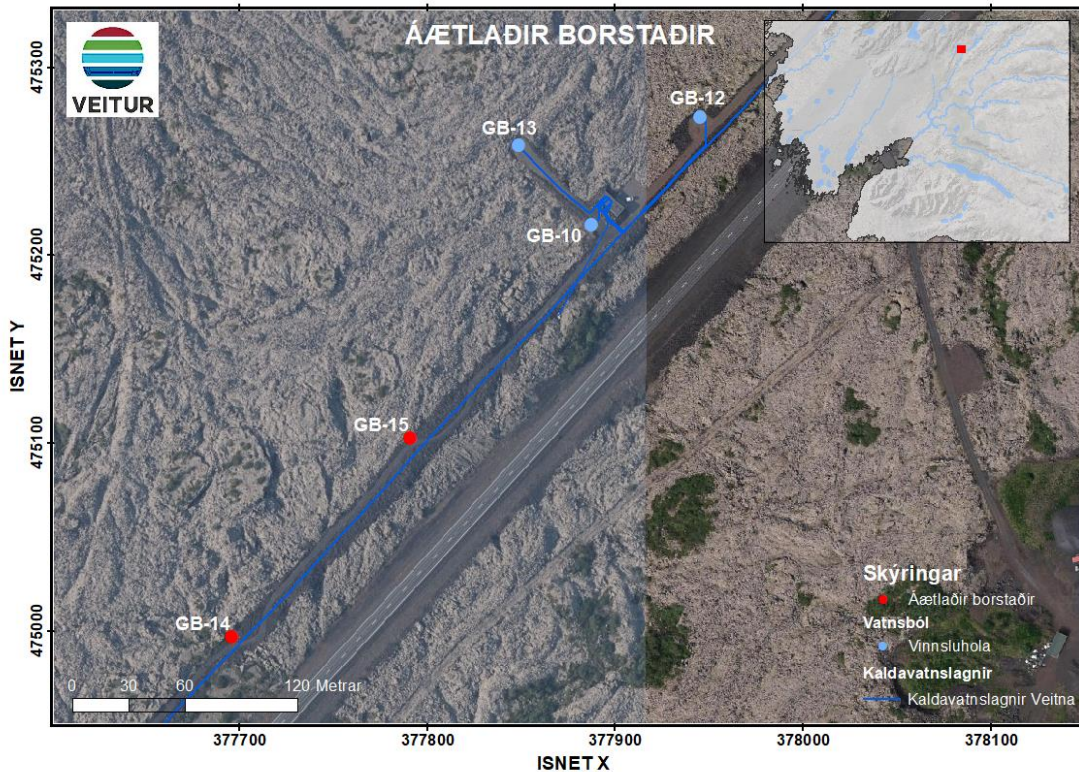 ÁÆTLAÐIR BORSTAÐIR
VEITUR
GB-12
GB-13
GB-10
GB-15
GB-14
475300
475200
475100
475000
ISNET Y
Skýringar
Áætlaðir borstaðir
Vatnsból
Vinnsluhola
Kaldavatnslagnir
Kaldavatnslagnir Veitna
0 30 60 120 Metrar
377700 377800 377900 378000 378100
ISNET X